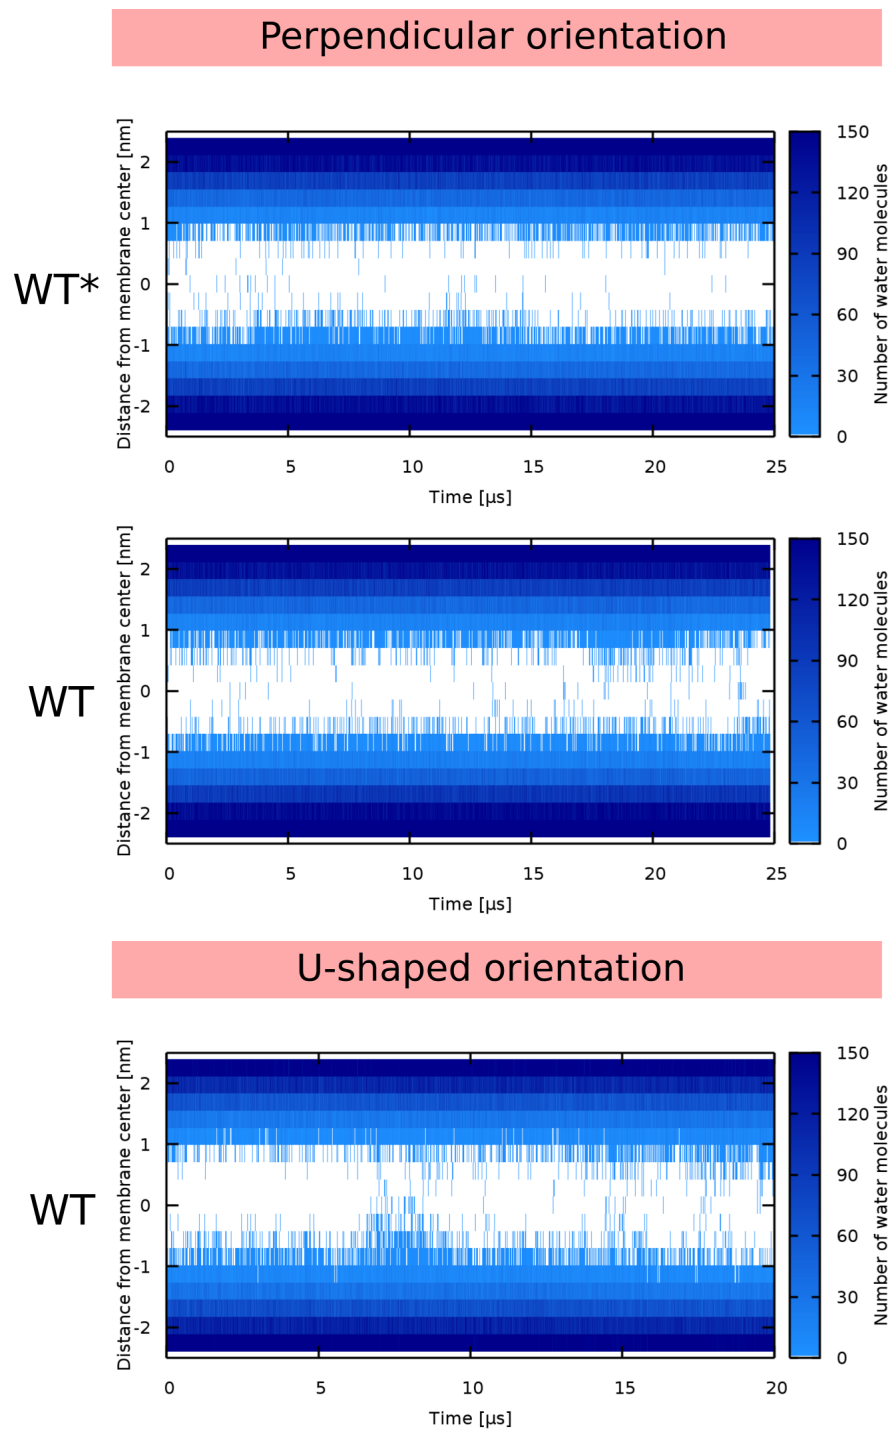 Perpendicular orientation
WT*
Distance from membrane center [nm]
2
1
0
-1
-2
0 5 10 15 20 25
Time [µs]
150
120
90
60
30
0
Number of water molecules
WT
Distance from membrane center [nm]
2
1
0
-1
-2
0 5 10 15 20 25
Time [µs]
150
120
90
60
30
0
Number of water molecules
U-shaped orientation
WT
Distance from membrane center [nm]
2
1
0
-1
-2
0 5 10 15 20
Time [µs]
150
120
90
60
30
0
Number of water molecules